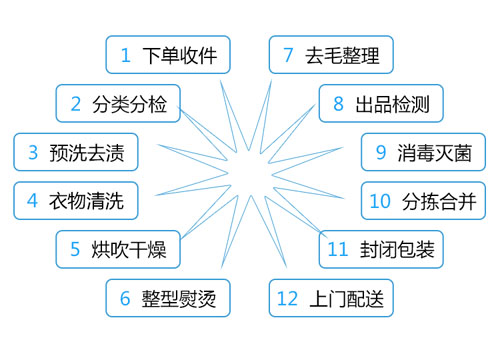 1 下单收件
2 分类分检
3 预洗去渍
4 衣物清洗
5 烘吹干燥
6 整型熨烫
7 去毛整理
8 出品检测
9 消毒灭菌
10 分拣合并
11 封闭包装
12 上门配送